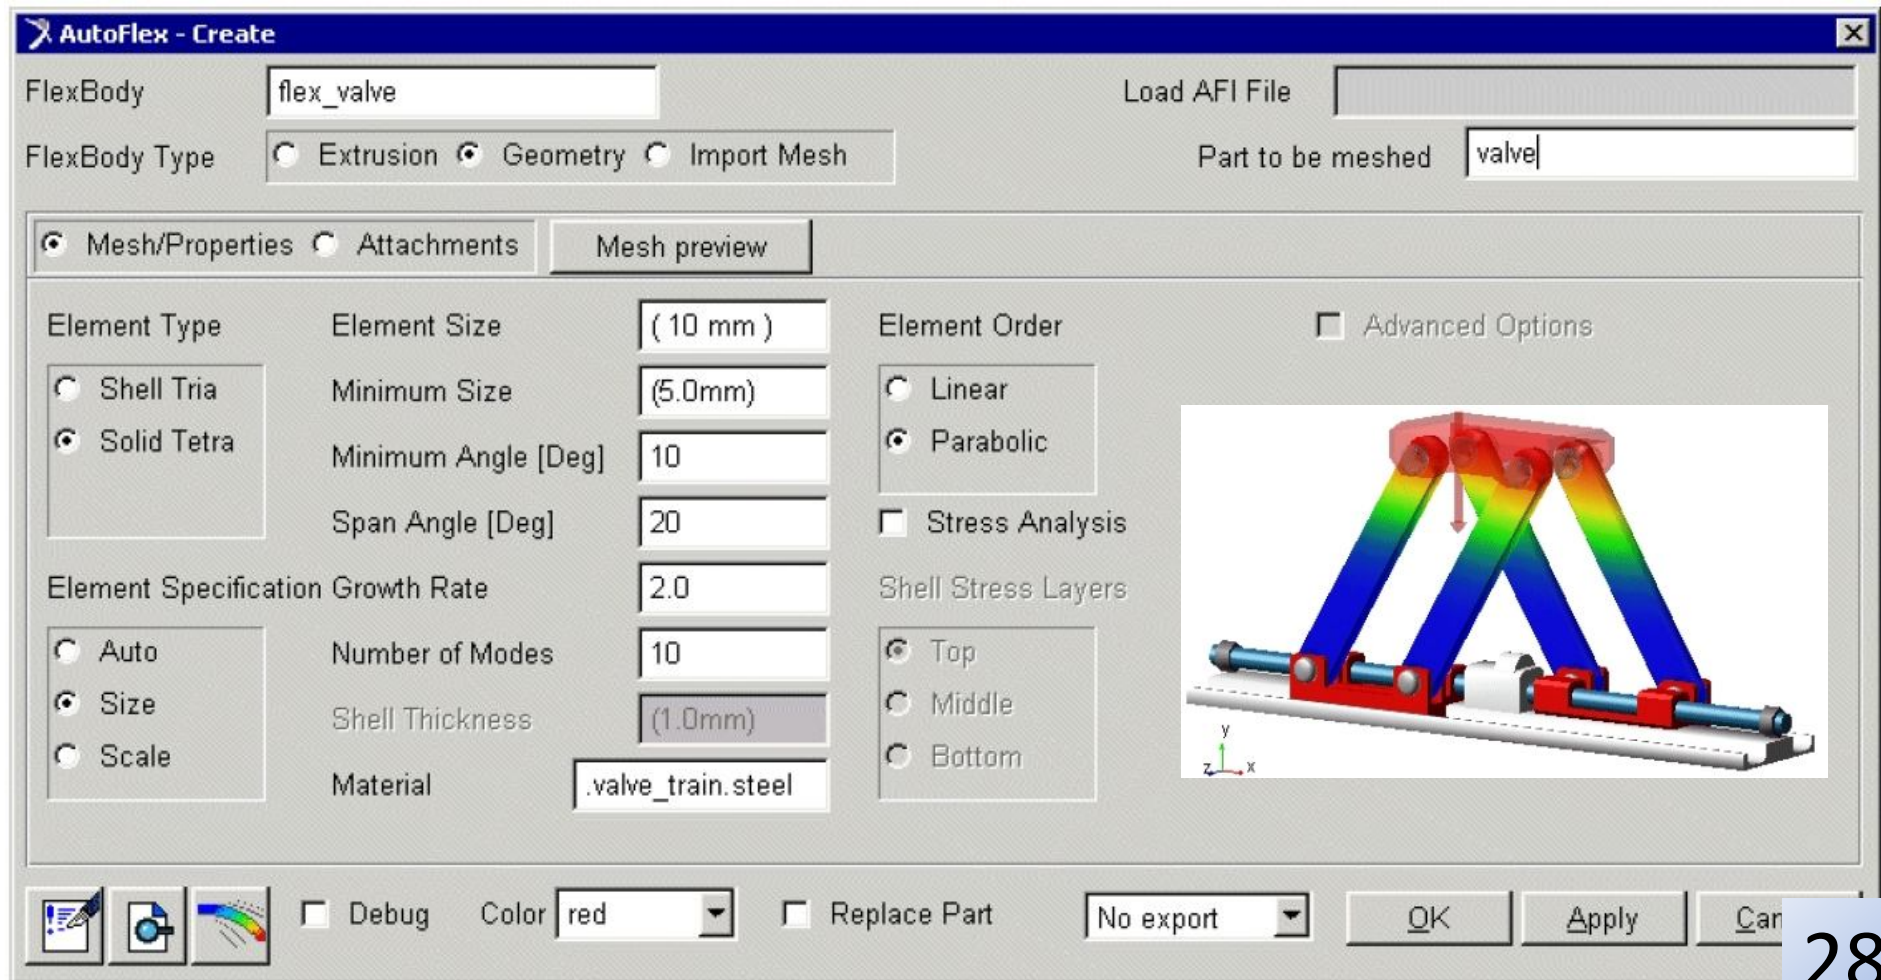 AutoFlex - Create
FlexBody flex_valve Load AFI File
FlexBody Type Extrusion Geometry Import Mesh Part to be meshed valve
Mesh/Properties Attachments Mesh preview
Element Type Element Size ( 10 mm ) Element Order Advanced Options
Shell Tria Minimum Size (5.0mm) Linear
Solid Tetra Minimum Angle [Deg] 10 Parabolic
Span Angle [Deg] 20 Stress Analysis
Element Specification Growth Rate 2.0 Shell Stress Layers
Auto Number of Modes 10 Top
Size Shell Thickness (1.0mm) Middle
Scale Material .valve_train.steel Bottom
y
z x
Debug Color red Replace Part No export OK Apply Can
28